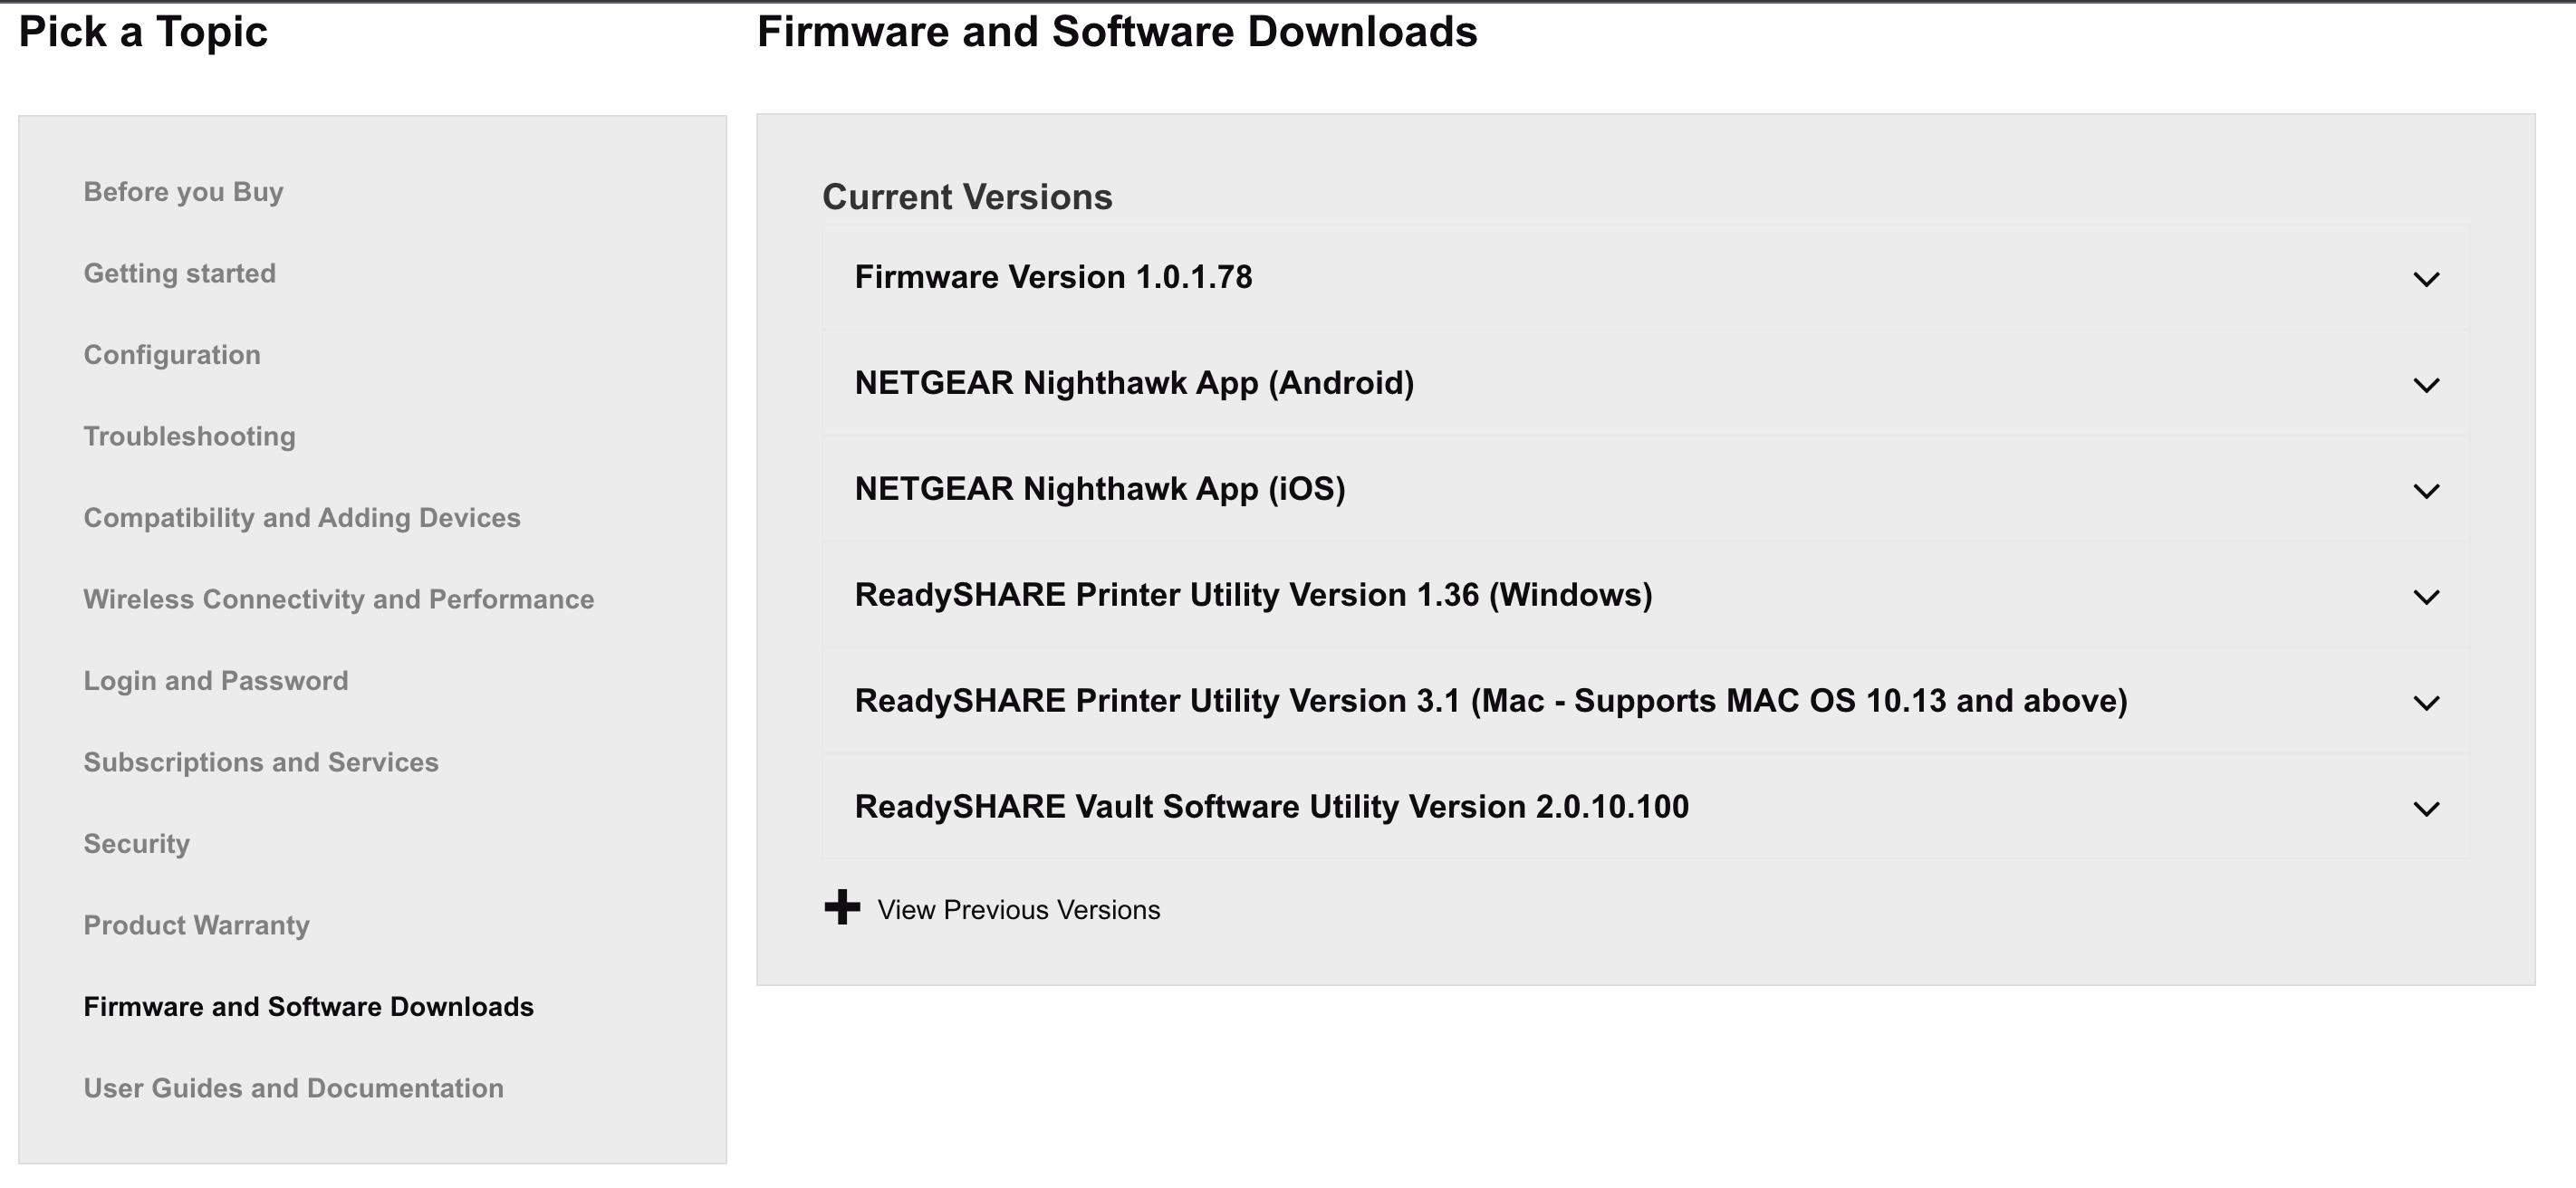 Pick a Topic
Before you Buy
Getting started
Configuration
Troubleshooting
Compatibility and Adding Devices
Wireless Connectivity and Performance
Login and Password
Subscriptions and Services
Security
Product Warranty
Firmware and Software Downloads
User Guides and Documentation
Firmware and Software Downloads
Current Versions
Firmware Version 1.0.1.78
NETGEAR Nighthawk App (Android)
NETGEAR Nighthawk App (iOS)
ReadySHARE Printer Utility Version 1.36 (Windows)
ReadySHARE Printer Utility Version 3.1 (Mac - Supports MAC OS 10.13 and above)
ReadySHARE Vault Software Utility Version 2.0.10.100
View Previous Versions